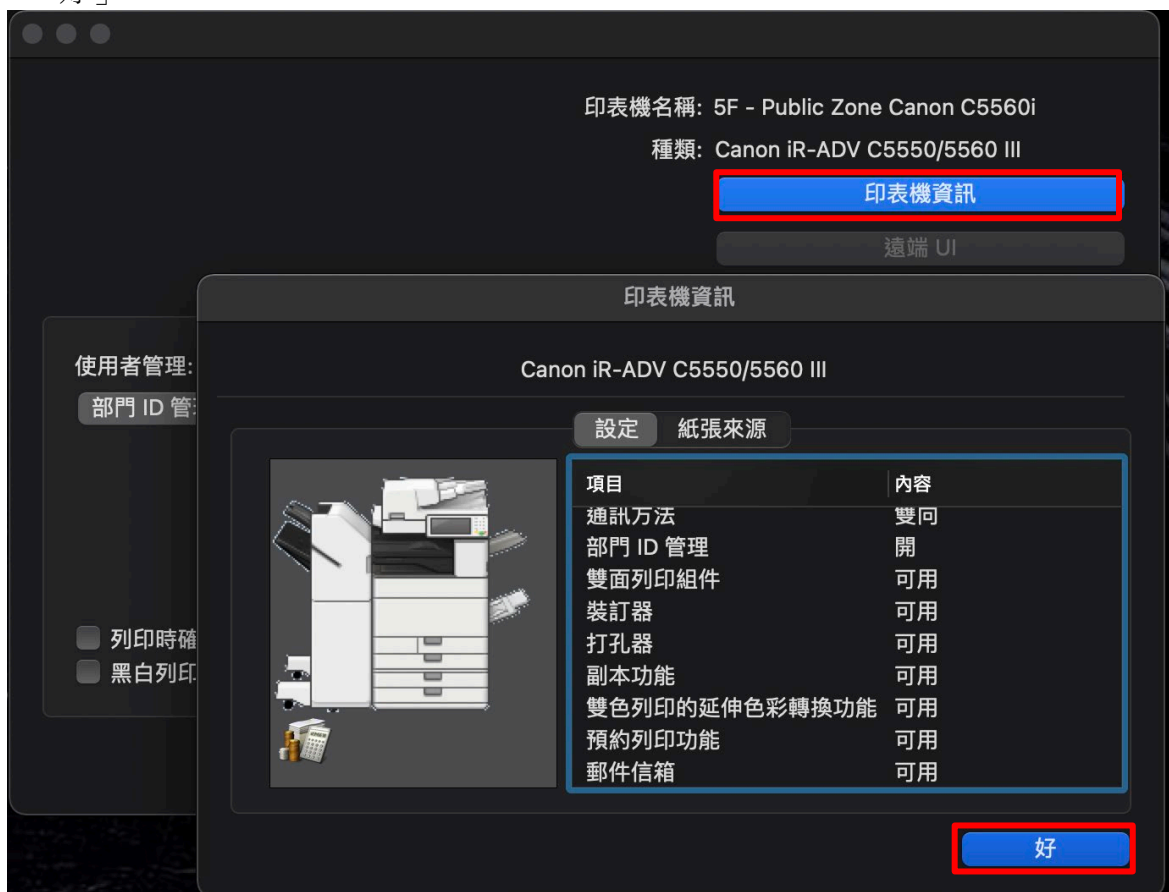 好」
印表機名稱: 5F - Public Zone Canon C5560i
種類: Canon iR-ADV C5550/5560 III
印表機資訊
遠端 UI
印表機資訊
Canon iR-ADV C5550/5560 III
使用者管理:
部門 ID 管
設定 紙張來源
項目 內容
通訊方法 雙向
部門 ID 管理 開
雙面列印組件 可用
裝訂器 可用
打孔器 可用
副本功能 可用
雙色列印的延伸色彩轉換功能 可用
預約列印功能 可用
郵件信箱 可用
列印時確
黑白列印
好